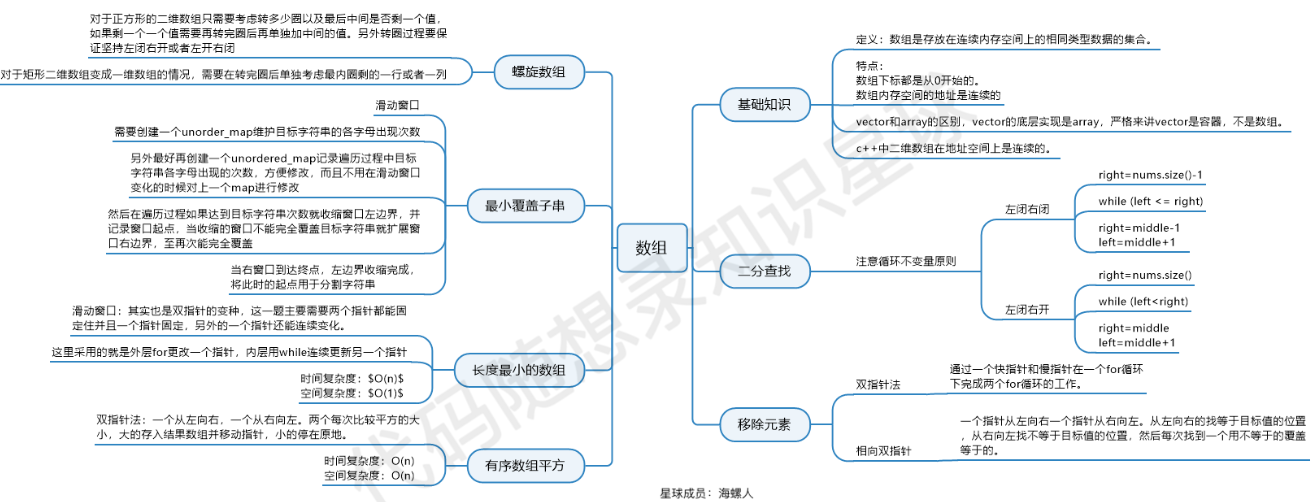 数组
螺旋数组
对于正方形的二维数组只需要考虑转多少圈以及最后中间是否剩一个值，
如果剩一个一个值需要再转完圈后再单独加中间的值。另外转圈过程要保
证坚持左闭右开或者左开右闭
对于矩形二维数组变成一维数组的情况，需要在转完圈后单独考虑最内圈剩的一行或者一列
最小覆盖子串
滑动窗口
需要创建一个unorder_map维护目标字符串的各字母出现次数
另外最好再创建一个unordered_map记录遍历过程中目标
字符串各字母出现的次数，方便修改，而且不用在滑动窗口
变化的时候对上一个map进行修改
然后在遍历过程如果达到目标字符串次数就收缩窗口左边界，并
记录窗口起点，当收缩的窗口不能完全覆盖目标字符串就扩展窗
口右边界，至再次能完全覆盖
当右窗口到达终点，左边界收缩完成，
将此时的起点用于分割字符串
长度最小的数组
滑动窗口：其实也是双指针的变种，这一题主要需要两个指针都能固
定住并且一个指针固定，另外的一个指针还能连续变化。
这里采用的就是外层for更改一个指针，内层用while连续更新另一个指针
时间复杂度：$O(n)$
空间复杂度：$O(1)$
有序数组平方
双指针法：一个从左向右，一个从右向左。两个每次比较平方的大
小，大的存入结果数组并移动指针，小的停在原地。
时间复杂度：O(n)
空间复杂度：O(n)
基础知识
定义：数组是存放在连续内存空间上的相同类型数据的集合。
特点：
数组下标都是从0开始的。
数组内存空间的地址是连续的
vector和array的区别，vector的底层实现是array，严格来讲vector是容器，不是数组。
c++中二维数组在地址空间上是连续的。
二分查找
注意循环不变量原则
左闭右闭
right=nums.size()-1
while (left <= right)
right=middle-1
left=middle+1
左闭右开
right=nums.size()
while (left<right)
right=middle
left=middle+1
移除元素
双指针法
通过一个快指针和慢指针在一个for循环
下完成两个for循环的工作。
相向双指针
一个指针从左向右一个指针从右向左。从左向右的找等于目标值的位置
，从右向左找不等于目标值的位置，然后每次找到一个用不等于的覆盖
等于的。
星球成员：海螺人
代码随想录知识星球